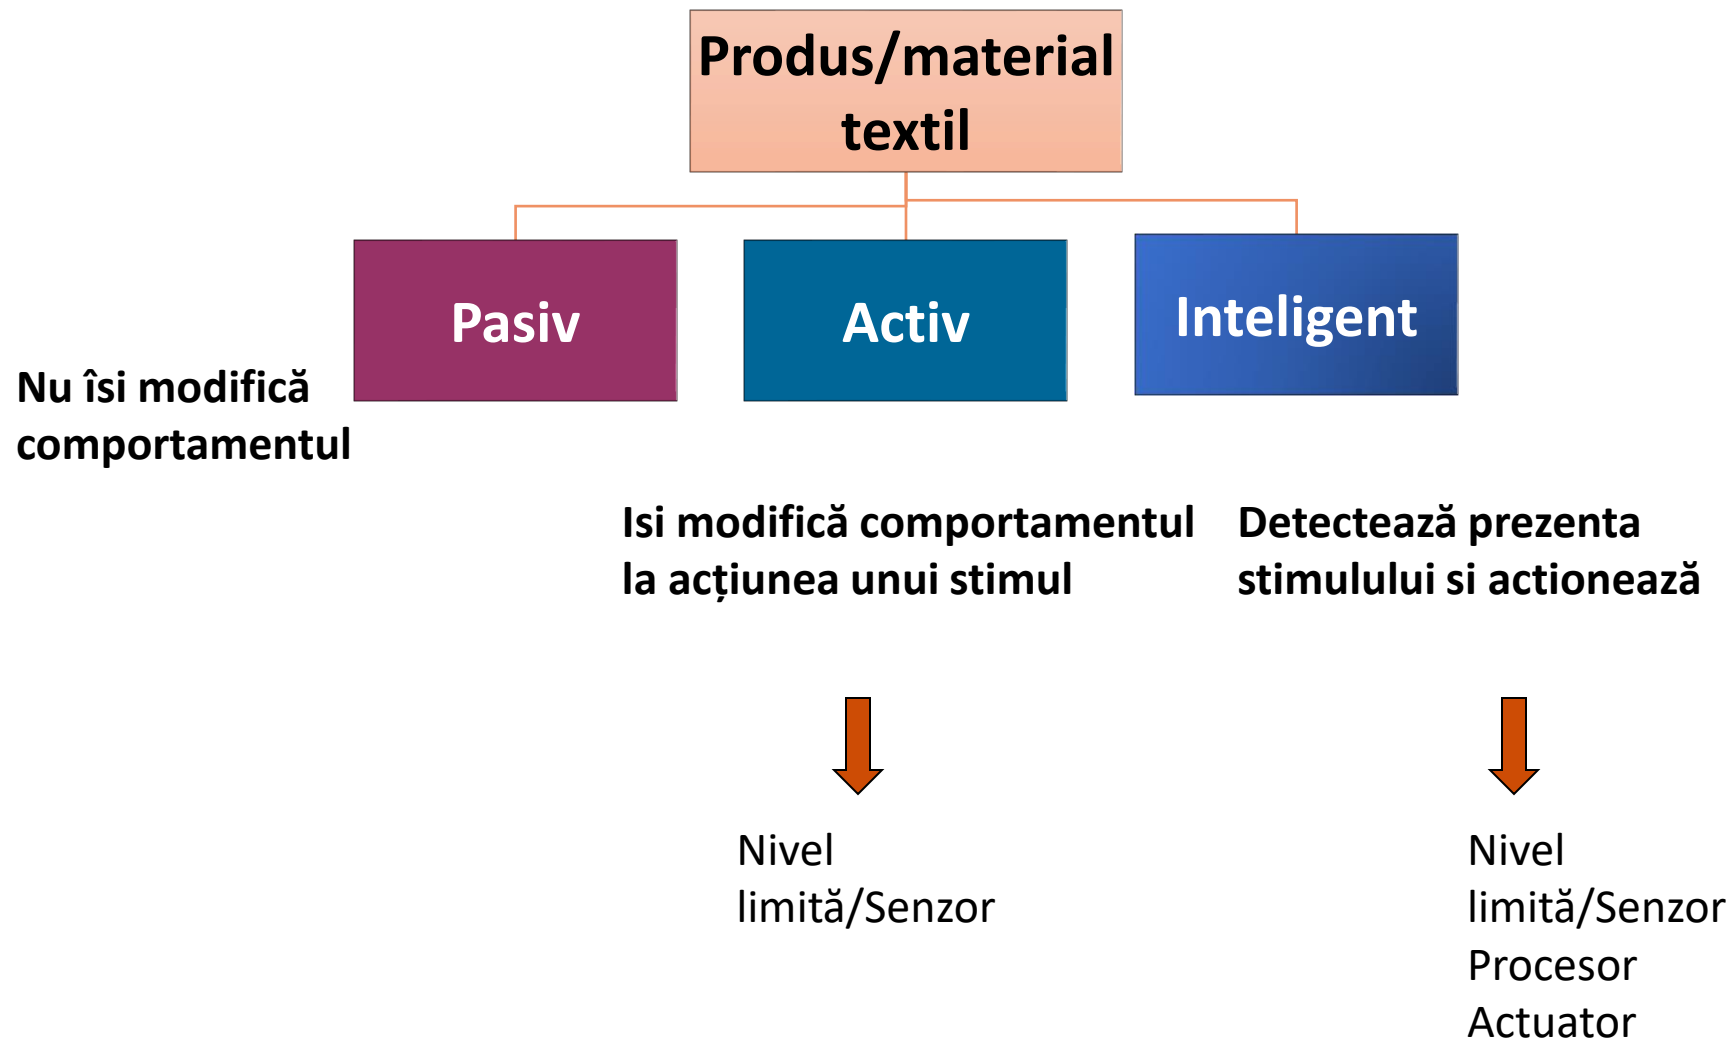 Produs/material
textil
Pasiv
Activ
Inteligent
Nu îsi modifică
comportamentul
Isi modifică comportamentul
la acțiunea unui stimul
Detectează prezenta
stimulului si actionează
Nivel
limită/Senzor
Nivel
limită/Senzor
Procesor
Actuator